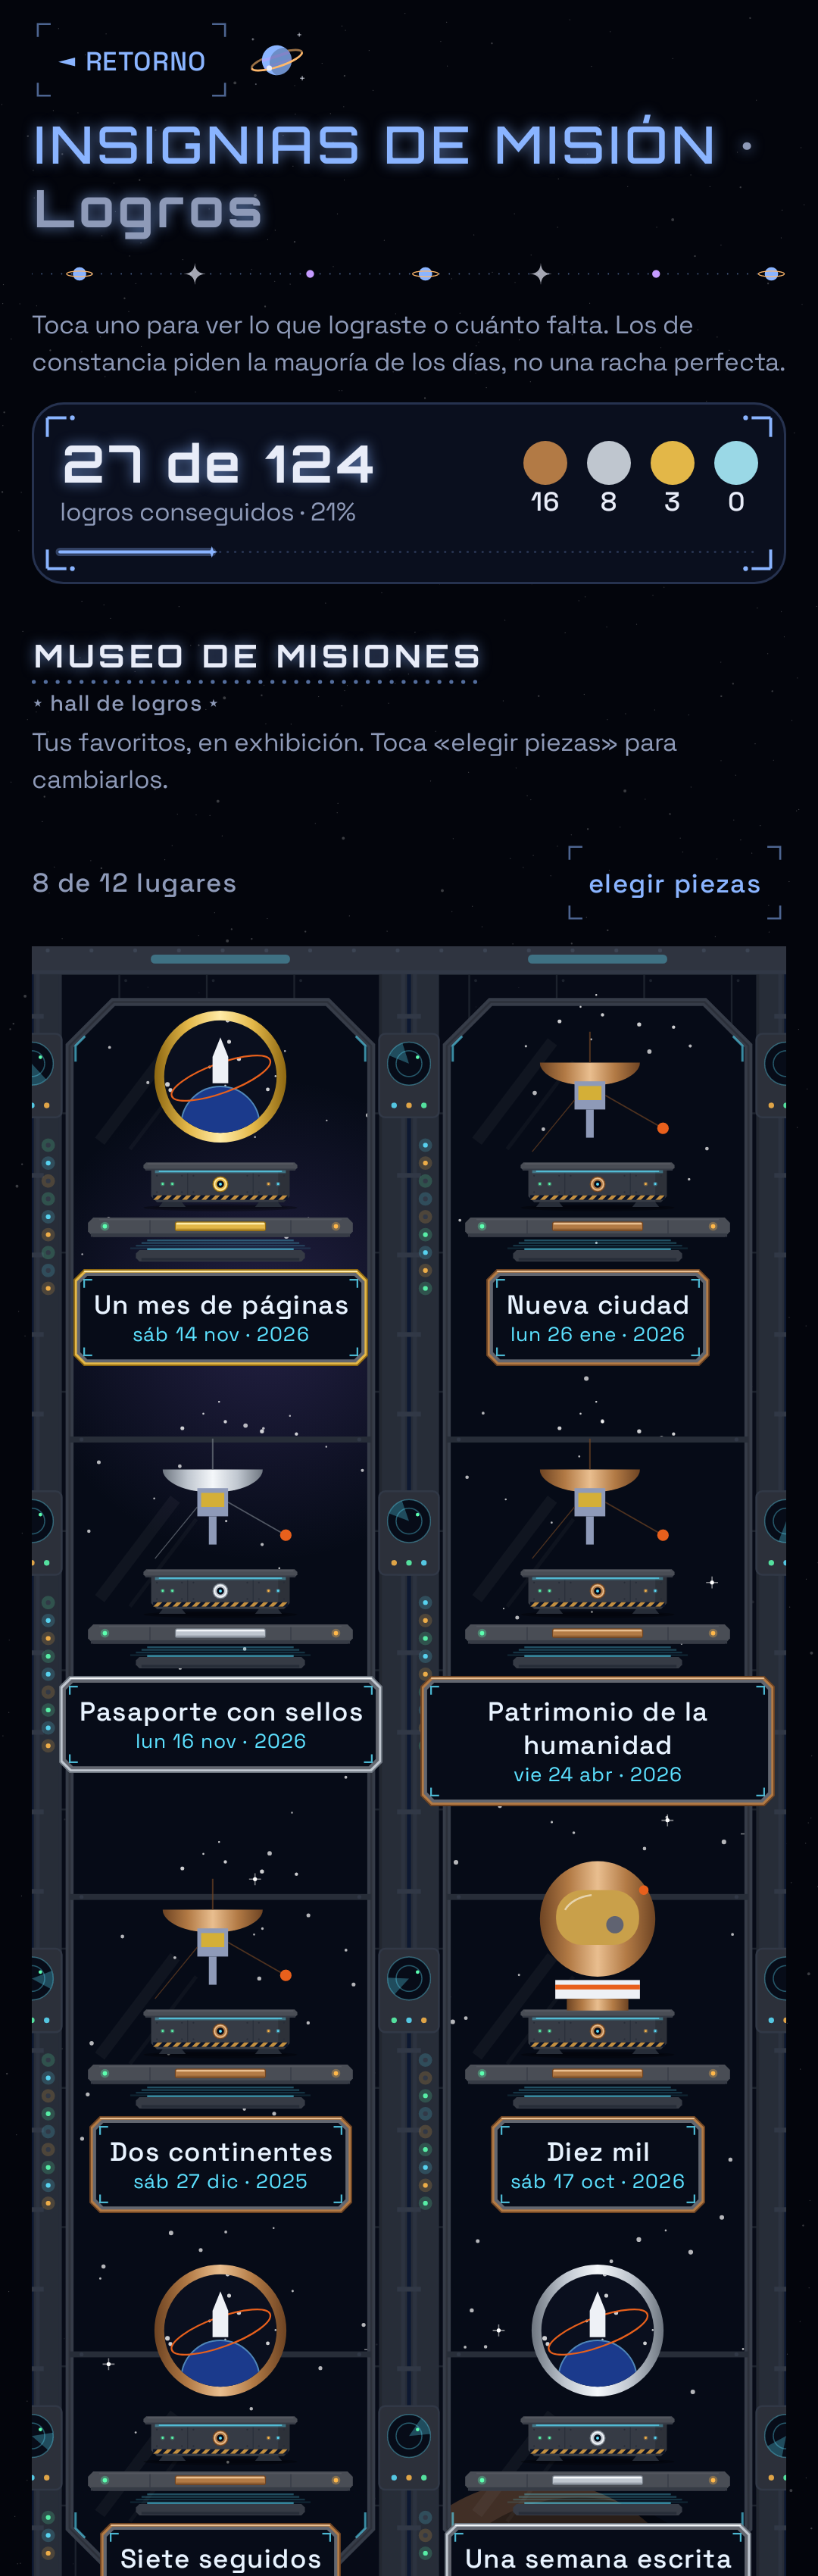 ◄ RETORNO
INSIGNIAS DE MISIÓN ·
Logros
Toca uno para ver lo que lograste o cuánto falta. Los de
constancia piden la mayoría de los días, no una racha perfecta.
27 de 124
logros conseguidos · 21%
16 8 3 0
MUSEO DE MISIONES
⋆ hall de logros ⋆
Tus favoritos, en exhibición. Toca «elegir piezas» para
cambiarlos.
8 de 12 lugares
elegir piezas
Un mes de páginas
sáb 14 nov · 2026
Nueva ciudad
lun 26 ene · 2026
Pasaporte con sellos
lun 16 nov · 2026
Patrimonio de la
humanidad
vie 24 abr · 2026
Dos continentes
sáb 27 dic · 2025
Diez mil
sáb 17 oct · 2026
Siete seguidos
Una semana escrita